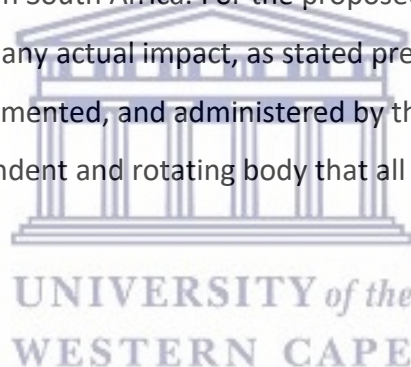 n South Africa. For the propose
any actual impact, as stated pre
mented, and administered by th
ndent and rotating body that all
UNIVERSITY of the
WESTERN CAPE